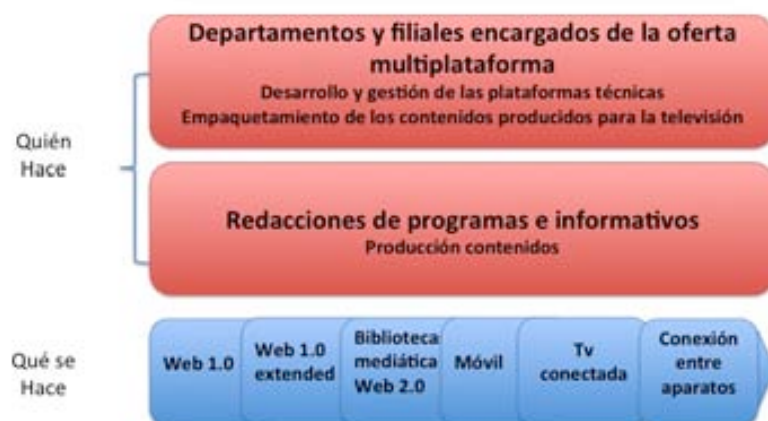 Departamentos y filiales encargados de la oferta
multiplataforma
Desarrollo y gestión de las plataformas técnicas
Empaquetamiento de los contenidos producidos para la televisión
Quién
Hace
Redacciones de programas e informativos
Producción contenidos
Qué se
Hace
Web 1.0
Web 1.0
extended
Biblioteca
mediática
Web 2.0
Móvil
Tv
conectada
Conexión
entre
aparatos